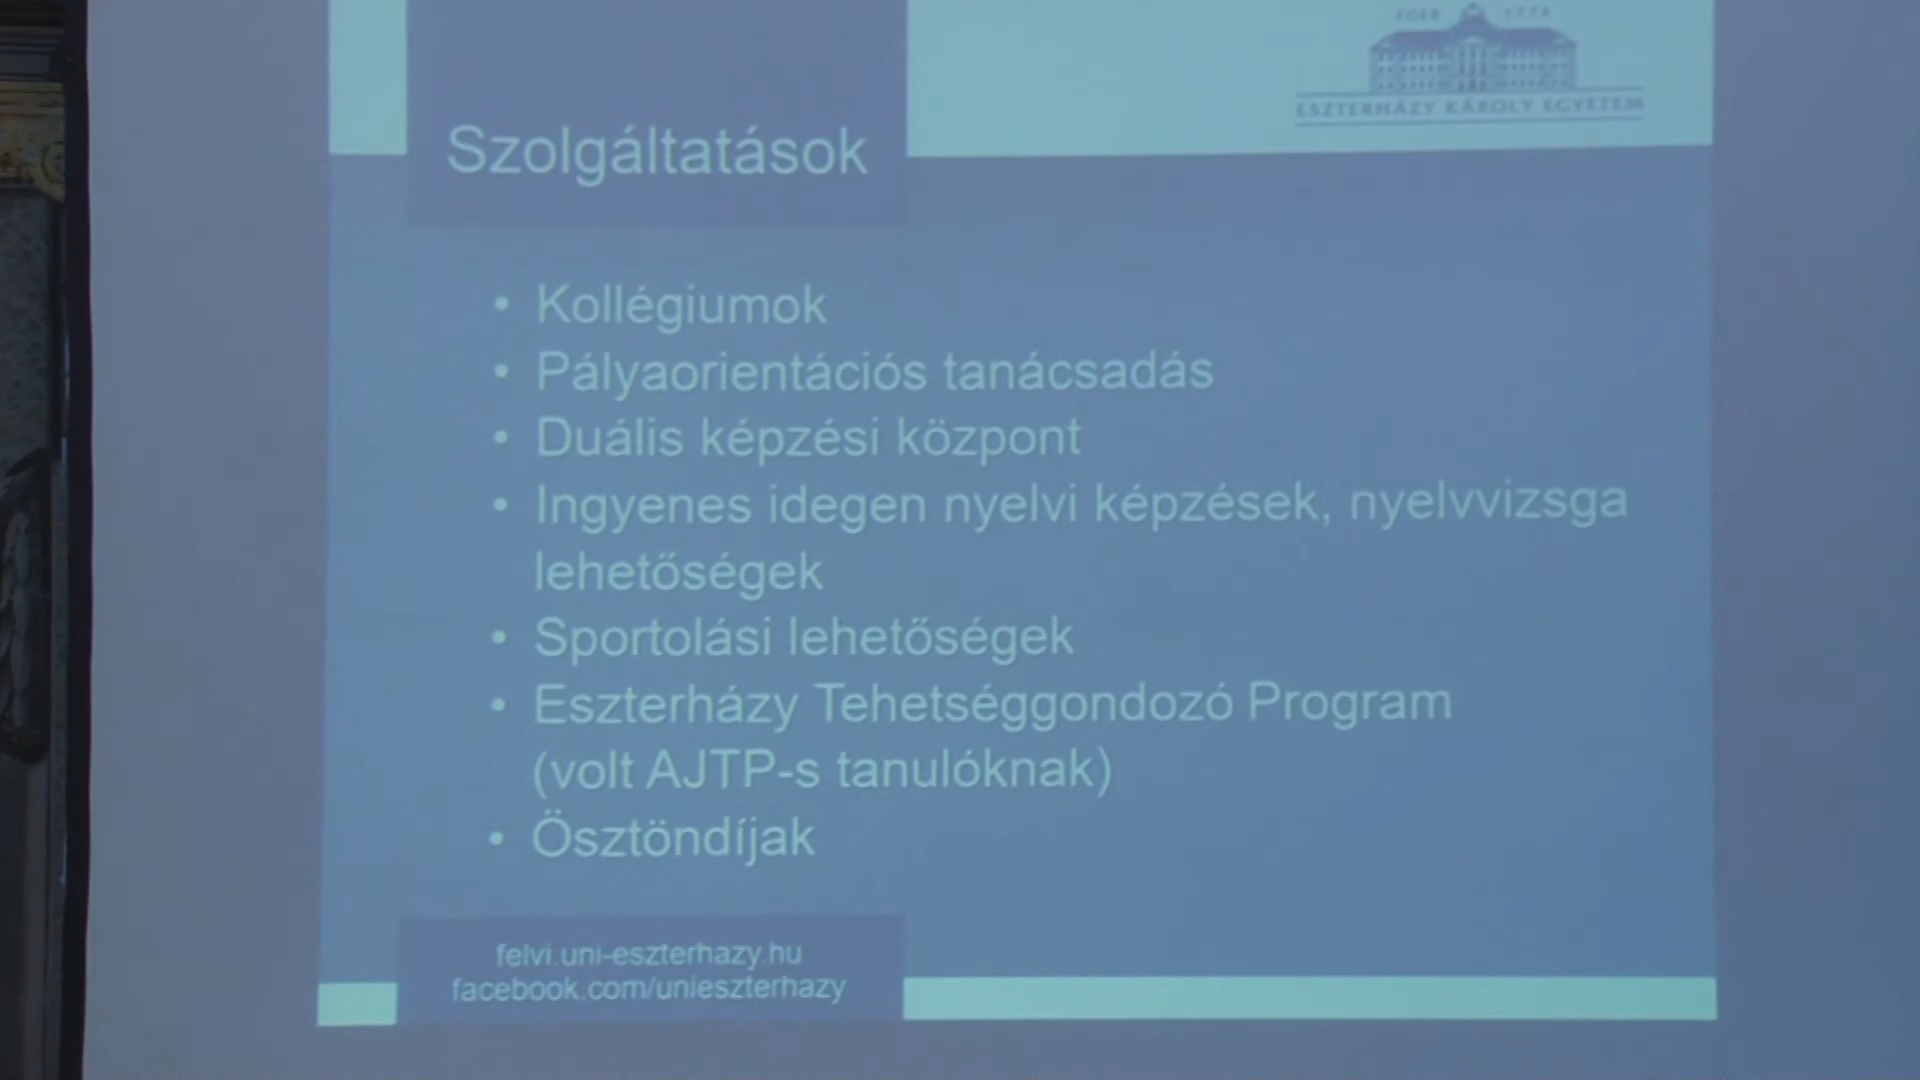 EGER 1774
ESZTERHÁZY KÁROLY EGYETEM
Szolgáltatások
• Kollégiumok
• Pályaorientációs tanácsadás
• Duális képzési központ
• Ingyenes idegen nyelvi képzések, nyelvvizsga
lehetőségek
• Sportolási lehetőségek
• Eszterházy Tehetséggondozó Program
(volt AJTP-s tanulóknak)
• Ösztöndíjak
felvi.uni-eszterhazy.hu
facebook.com/unieszterhazy